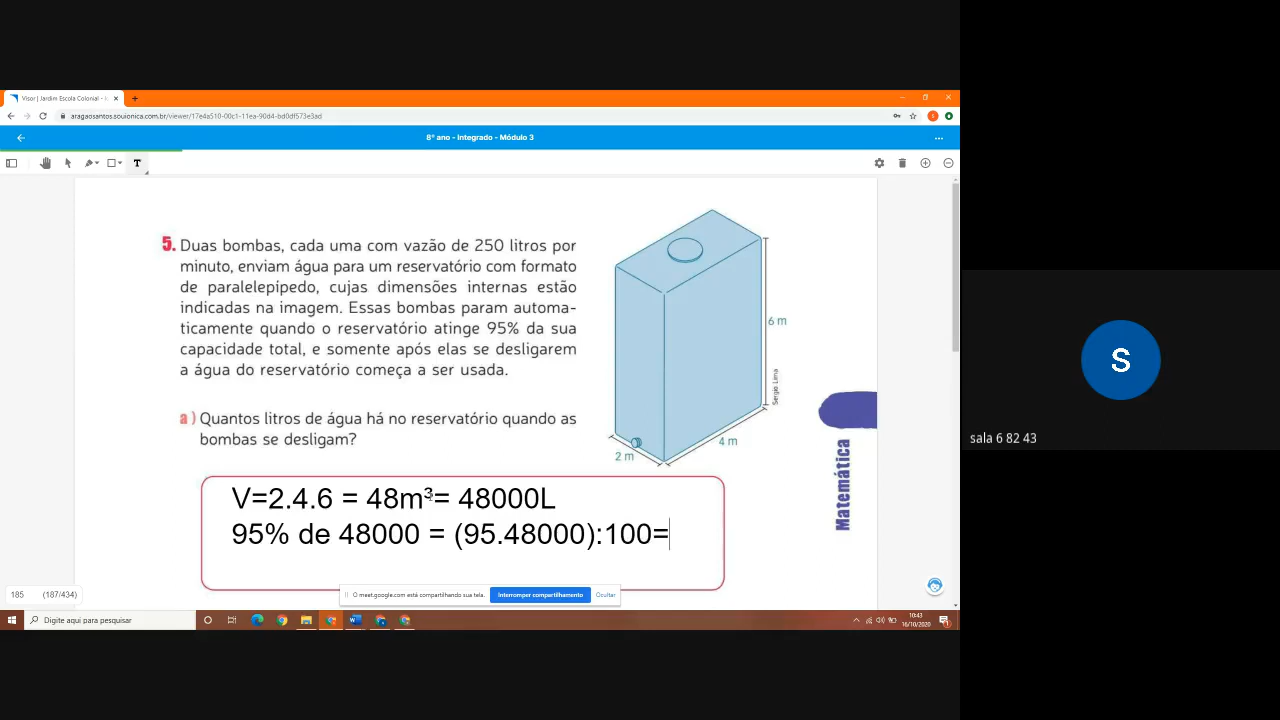 Visor | Jardim Escola Colonial - I
aragaosantos.souionica.com.br/viewer/17e4a510-00c1-11ea-90d4-bd0df573e3ad
8º ano - Integrado - Módulo 3
T
5. Duas bombas, cada uma com vazão de 250 litros por
minuto, enviam água para um reservatório com formato
de paralelepípedo, cujas dimensões internas estão
indicadas na imagem. Essas bombas param automa-
ticamente quando o reservatório atinge 95% da sua
capacidade total, e somente após elas se desligarem
a água do reservatório começa a ser usada.
6 m
Sergio Lima
4 m
2 m
a) Quantos litros de água há no reservatório quando as
bombas se desligam?
Matemática
V=2.4.6 = 48m³= 48000L
95% de 48000 = (95.48000):100=
185 (187/434)
O meet.google.com está compartilhando sua tela.
Interromper compartilhamento
Ocultar
Digite aqui para pesquisar
10:43
16/10/2020
S
sala 6 82 43